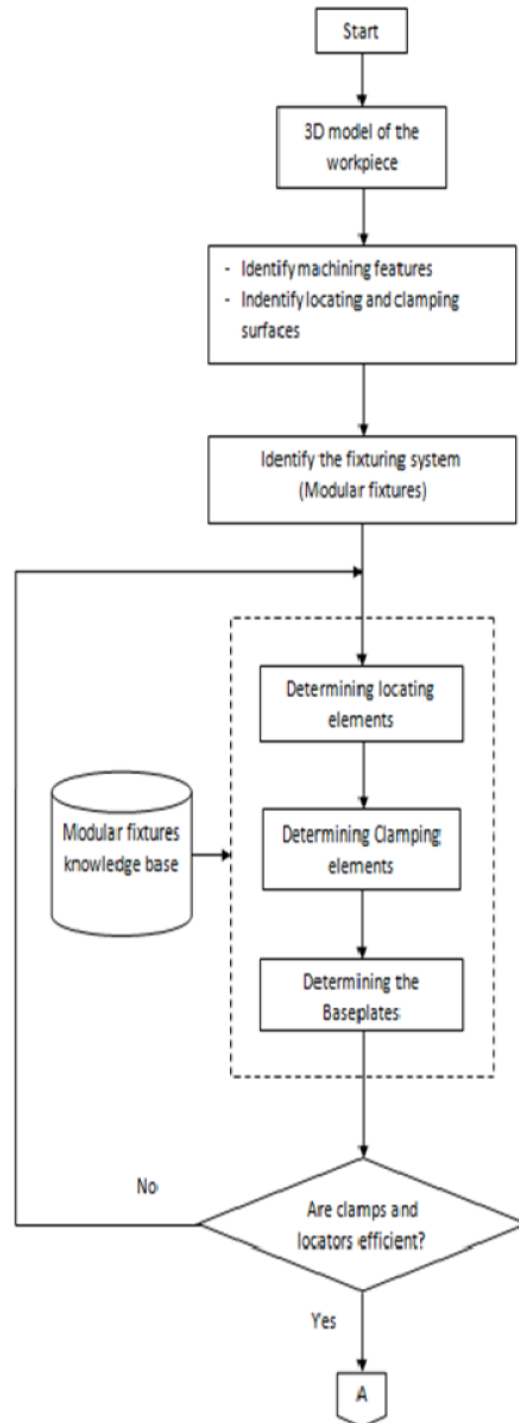 Start
3D model of the
workpiece
- Identify machining features
- Indentify locating and clamping
surfaces
Identify the fixturing system
(Modular fixtures)
Determining locating
elements
Modular fixtures
knowledge base
Determining Clamping
elements
Determining the
Baseplates
No
Are clamps and
locators efficient?
Yes
A